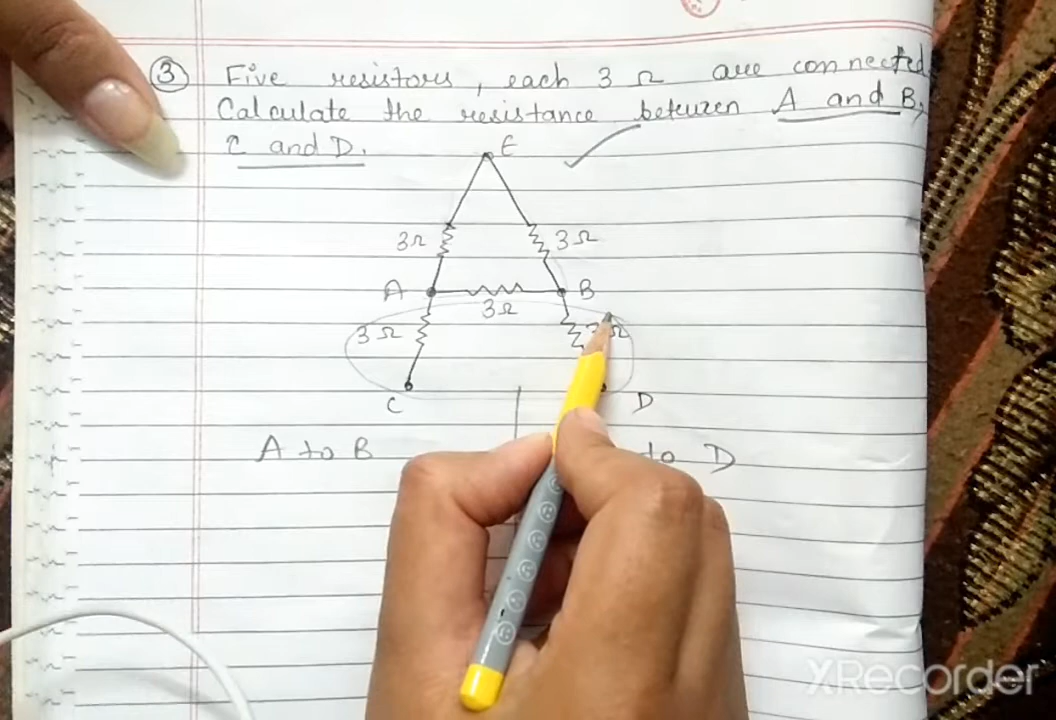 ③ Five resistors, each 3 Ω are connected
Calculate the resistance between A and B,
C and D.
E
3Ω 3Ω
A B
3Ω
3Ω
C D
A to B to D
XRecorder